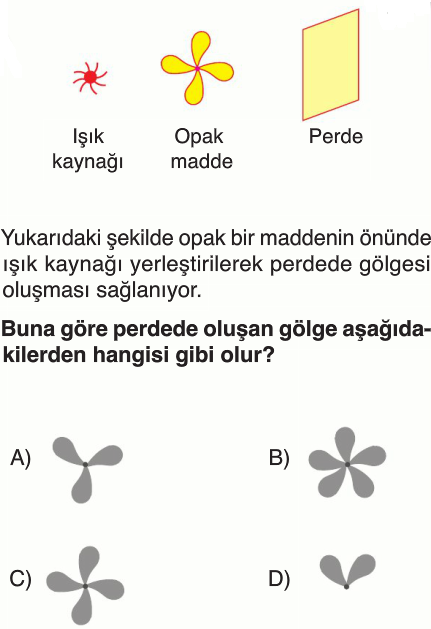 Işık
kaynağı
Opak
madde
Perde
Yukarıdaki şekilde opak bir maddenin önünde
ışık kaynağı yerleştirilerek perdede gölgesi
oluşması sağlanıyor.
Buna göre perdede oluşan gölge aşağıda-
kilerden hangisi gibi olur?
A)
B)
C)
D)